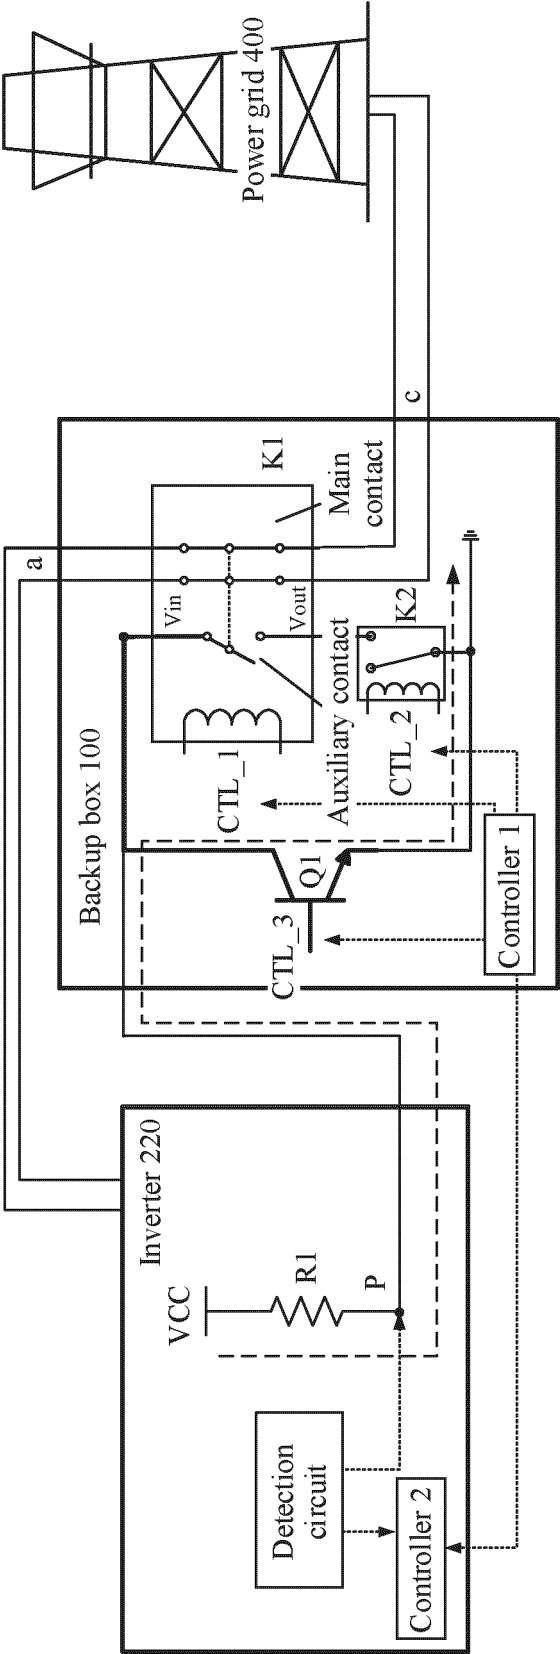 Power grid 400
a
c
Backup box 100
K1
Main
contact
Vin
Vout
K2
CTL_1
Auxiliary contact
CTL_2
Q1
CTL_3
Controller 1
Inverter 220
VCC
R1
P
Detection
circuit
Controller 2